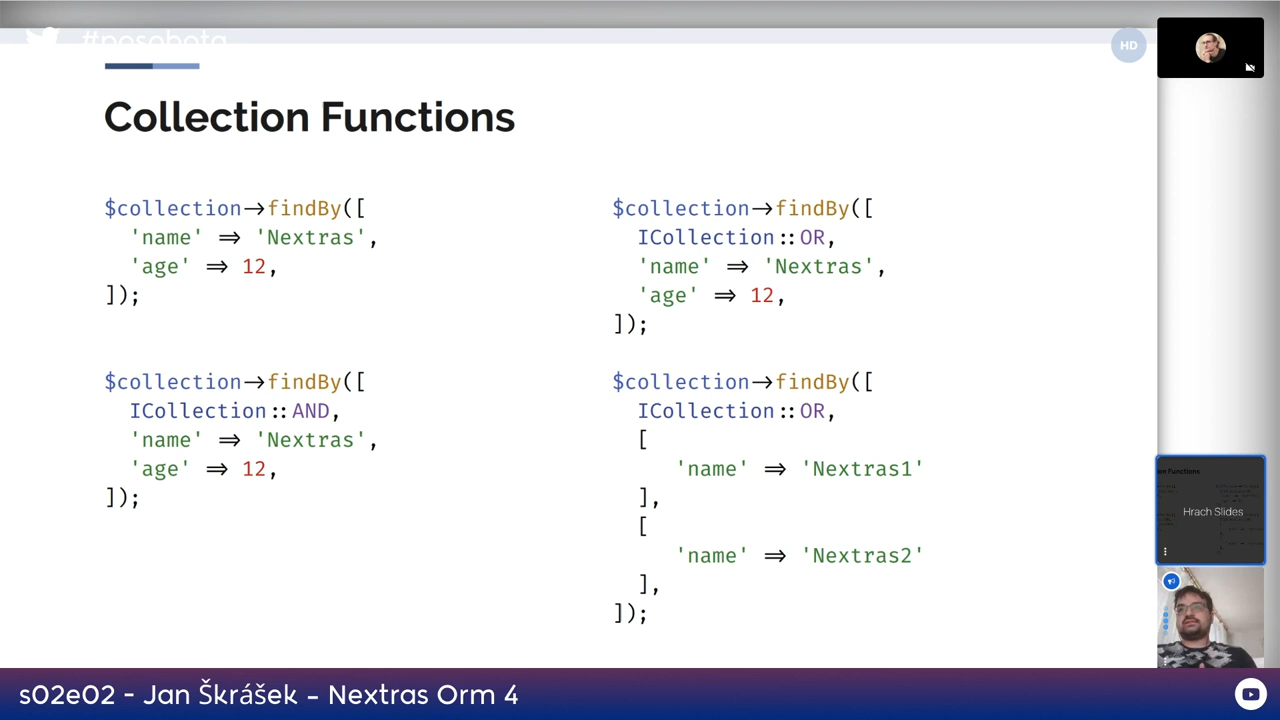 #posobota
HD
Collection Functions
$collection->findBy([
'name' => 'Nextras',
'age' => 12,
]);
$collection->findBy([
ICollection::AND,
'name' => 'Nextras',
'age' => 12,
]);
$collection->findBy([
ICollection::OR,
'name' => 'Nextras',
'age' => 12,
]);
$collection->findBy([
ICollection::OR,
[
'name' => 'Nextras1'
],
[
'name' => 'Nextras2'
],
]);
Hrach Slides
s02e02 - Jan Škrášek - Nextras Orm 4